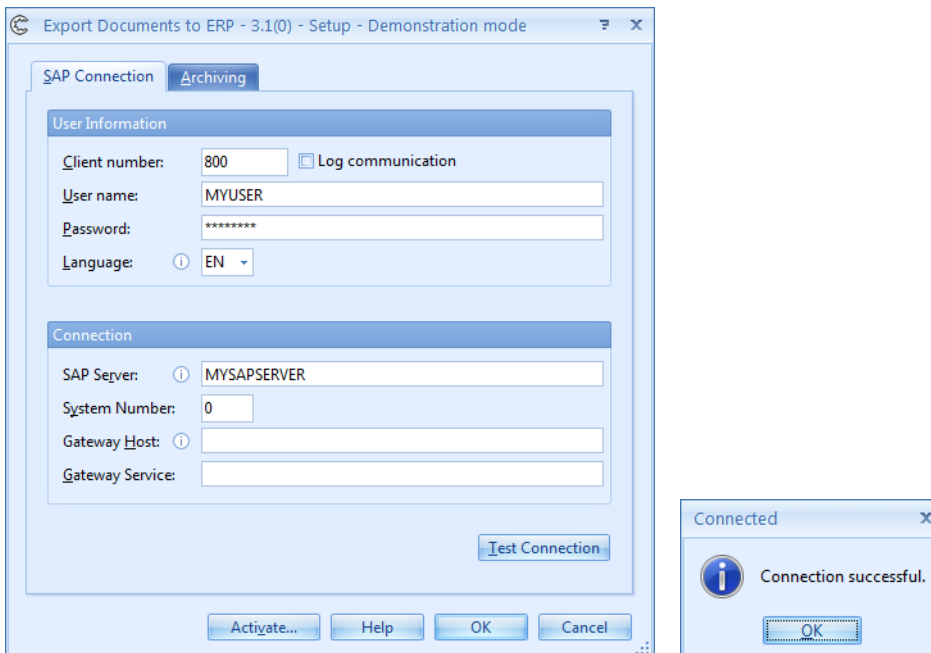 Export Documents to ERP - 3.1(0) - Setup - Demonstration mode
SAP Connection Archiving
User Information
Client number: 800 Log communication
User name: MYUSER
Password: ********
Language: EN
Connection
SAP Server: MYSAPSERVER
System Number: 0
Gateway Host:
Gateway Service:
Test Connection
Activate... Help OK Cancel
Connected
Connection successful.
OK